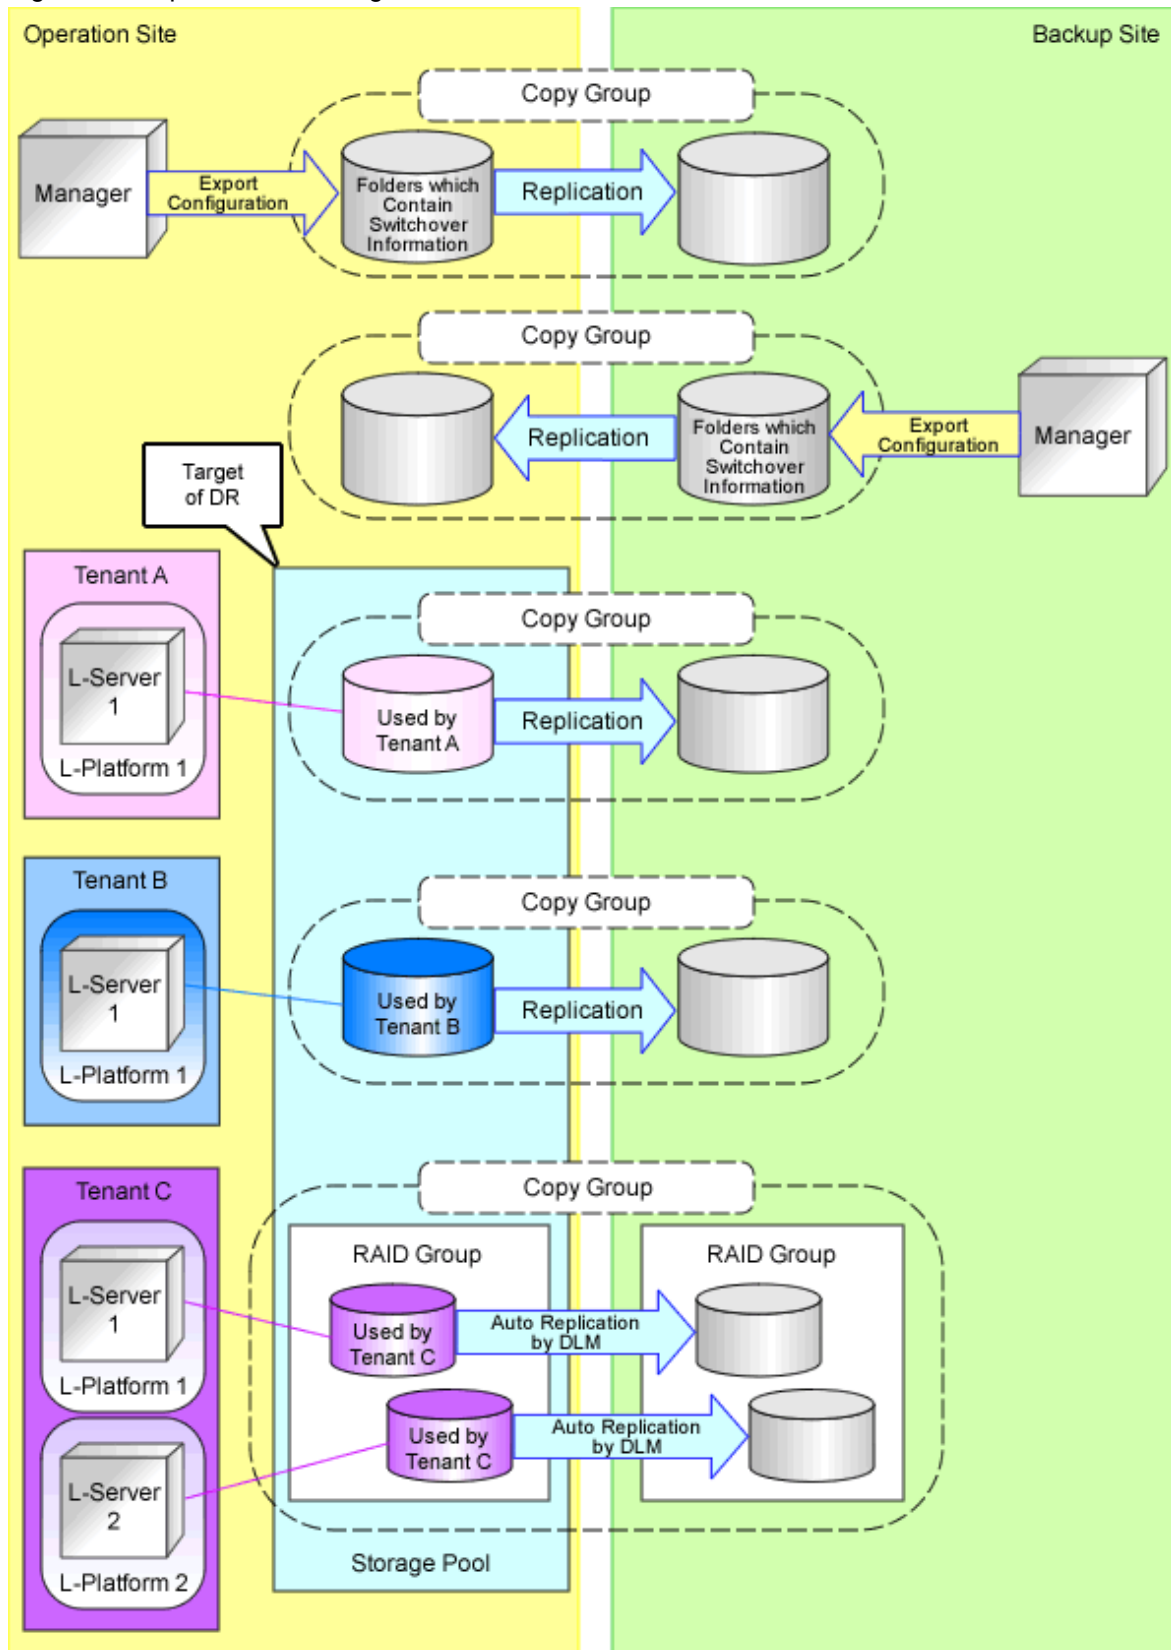 Operation Site
Backup Site
Copy Group
Manager
Export
Configuration
Folders which
Contain
Switchover
Information
Replication
Copy Group
Replication
Folders which
Contain
Switchover
Information
Export
Configuration
Manager
Target
of DR
Tenant A
L-Server
1
L-Platform 1
Copy Group
Used by
Tenant A
Replication
Tenant B
L-Server
1
L-Platform 1
Copy Group
Used by
Tenant B
Replication
Tenant C
L-Server
1
L-Platform 1
L-Server
2
L-Platform 2
Copy Group
RAID Group
RAID Group
Used by
Tenant C
Auto Replication
by DLM
Used by
Tenant C
Auto Replication
by DLM
Storage Pool